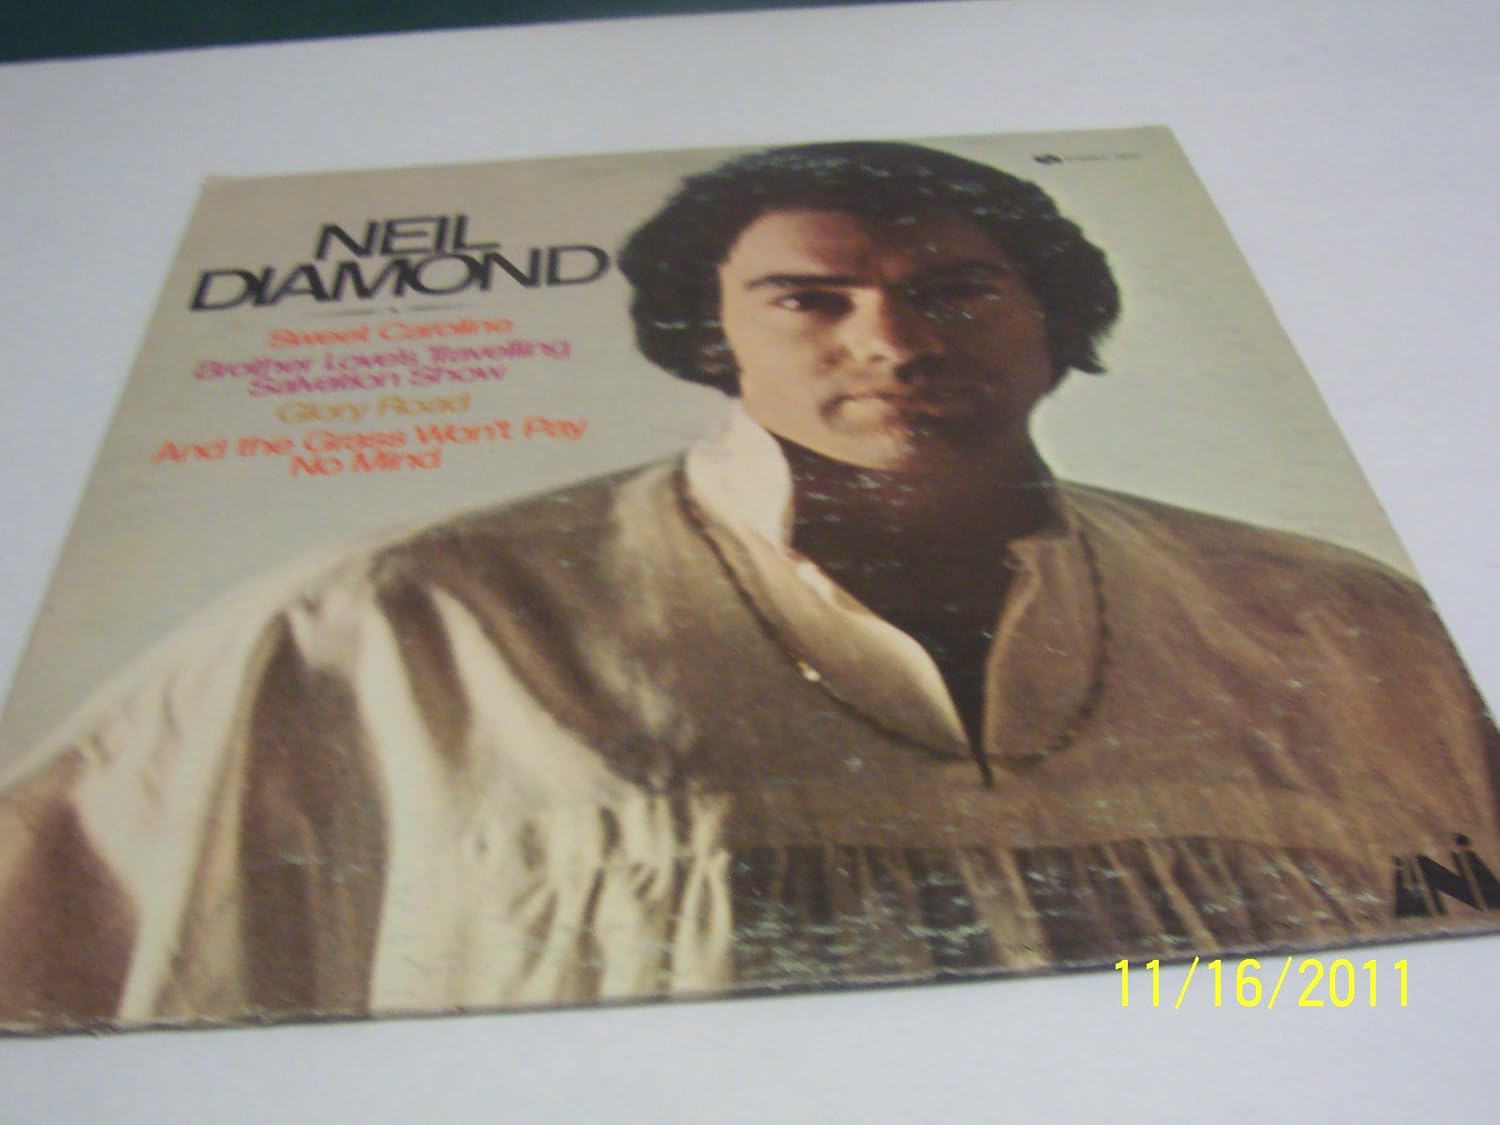 NEIL
DIAMOND
Sweet Caroline
Brother Love's Travelling
Salvation Show
Glory Road
And the Grass Won't Pay
No Mind
UNI
11/16/2011